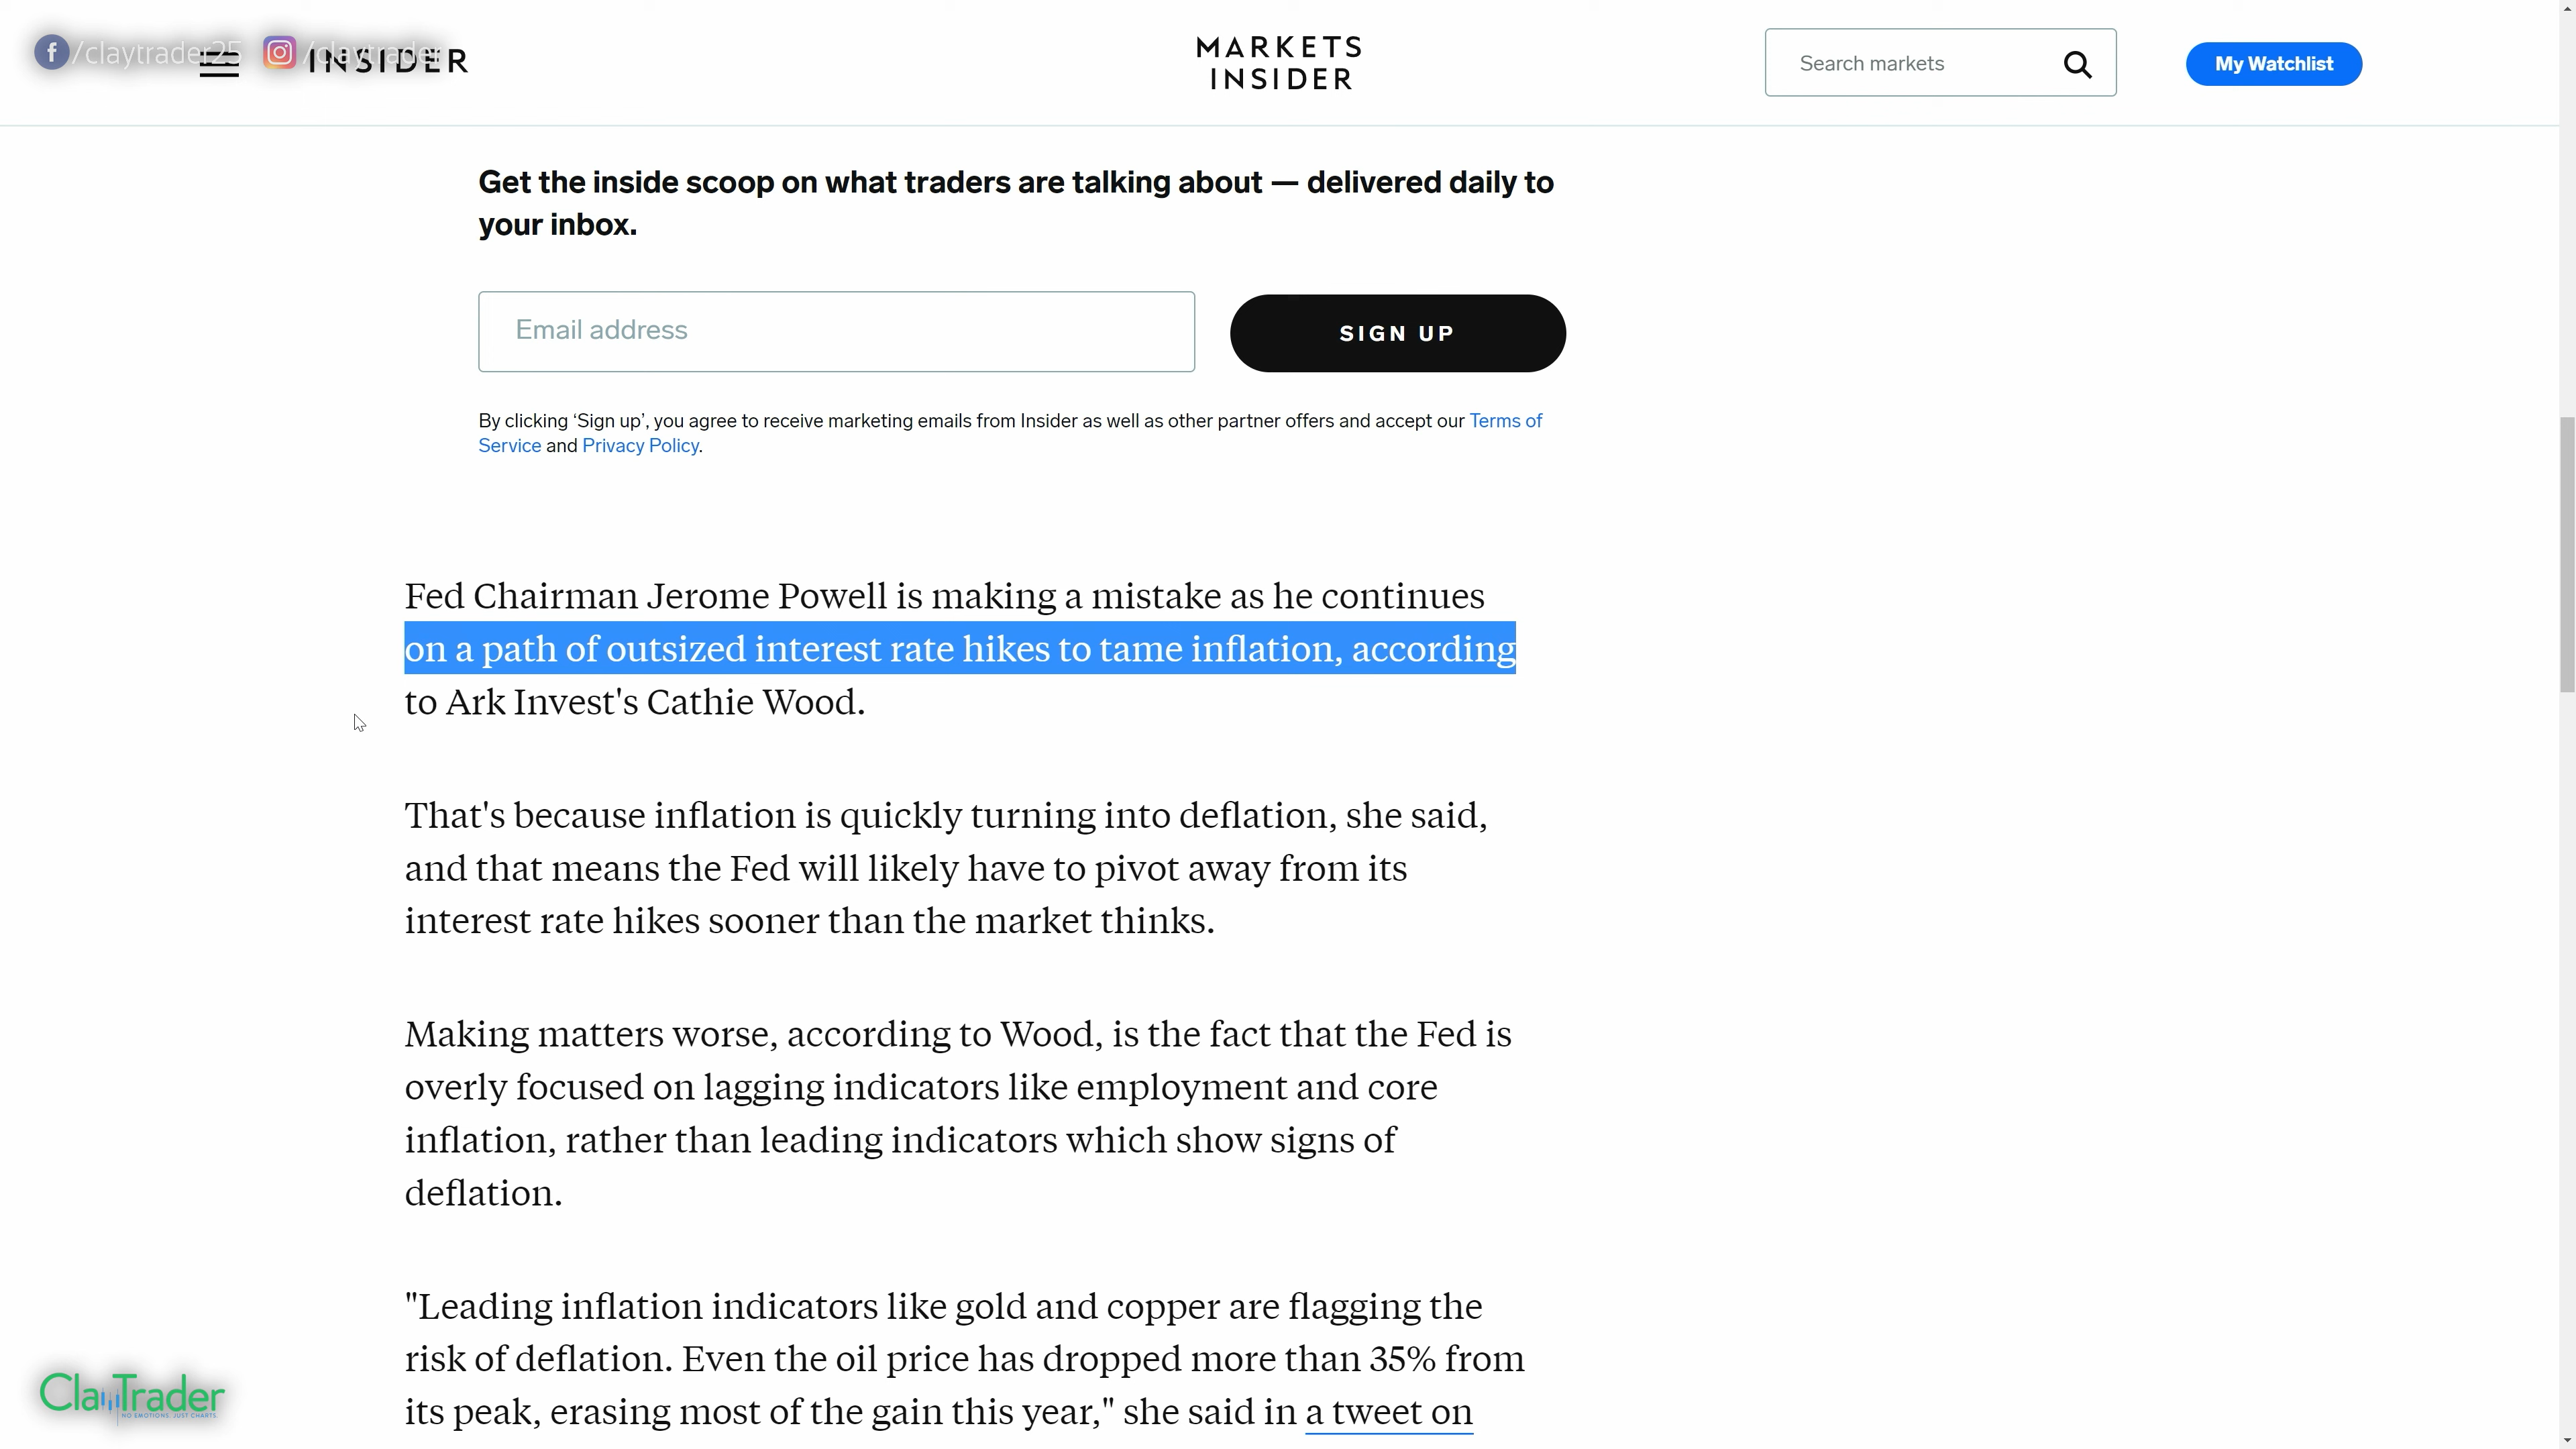 /claytrader25 /claytrader
INSIDER
MARKETS
INSIDER
Search markets
My Watchlist
Get the inside scoop on what traders are talking about — delivered daily to
your inbox.
Email address
SIGN UP
By clicking ‘Sign up’, you agree to receive marketing emails from Insider as well as other partner offers and accept our Terms of
Service and Privacy Policy.
Fed Chairman Jerome Powell is making a mistake as he continues
on a path of outsized interest rate hikes to tame inflation, according
to Ark Invest's Cathie Wood.
That's because inflation is quickly turning into deflation, she said,
and that means the Fed will likely have to pivot away from its
interest rate hikes sooner than the market thinks.
Making matters worse, according to Wood, is the fact that the Fed is
overly focused on lagging indicators like employment and core
inflation, rather than leading indicators which show signs of
deflation.
"Leading inflation indicators like gold and copper are flagging the
risk of deflation. Even the oil price has dropped more than 35% from
its peak, erasing most of the gain this year," she said in a tweet on
ClayTrader
NO EMOTIONS. JUST CHARTS.